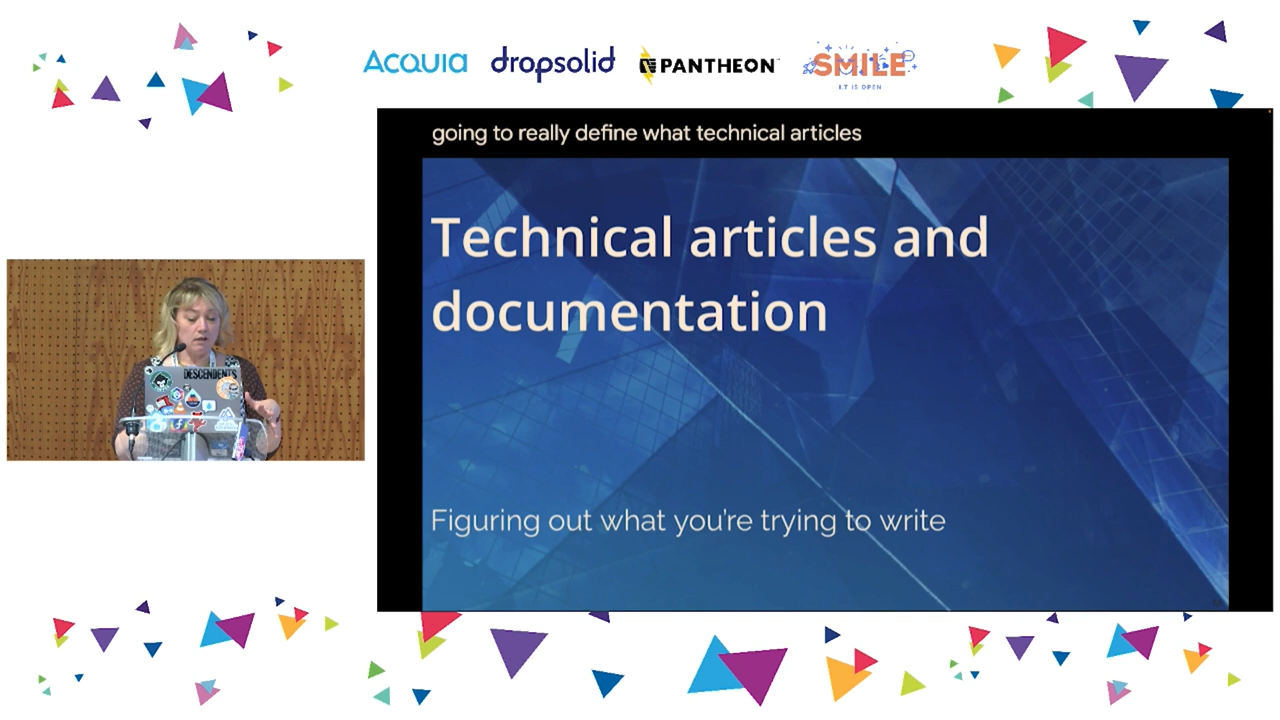 ACQUIA dropsolid PANTHEON SMILE
I.T IS OPEN
going to really define what technical articles
Technical articles and
documentation
Figuring out what you're trying to write
DESCENDENTS